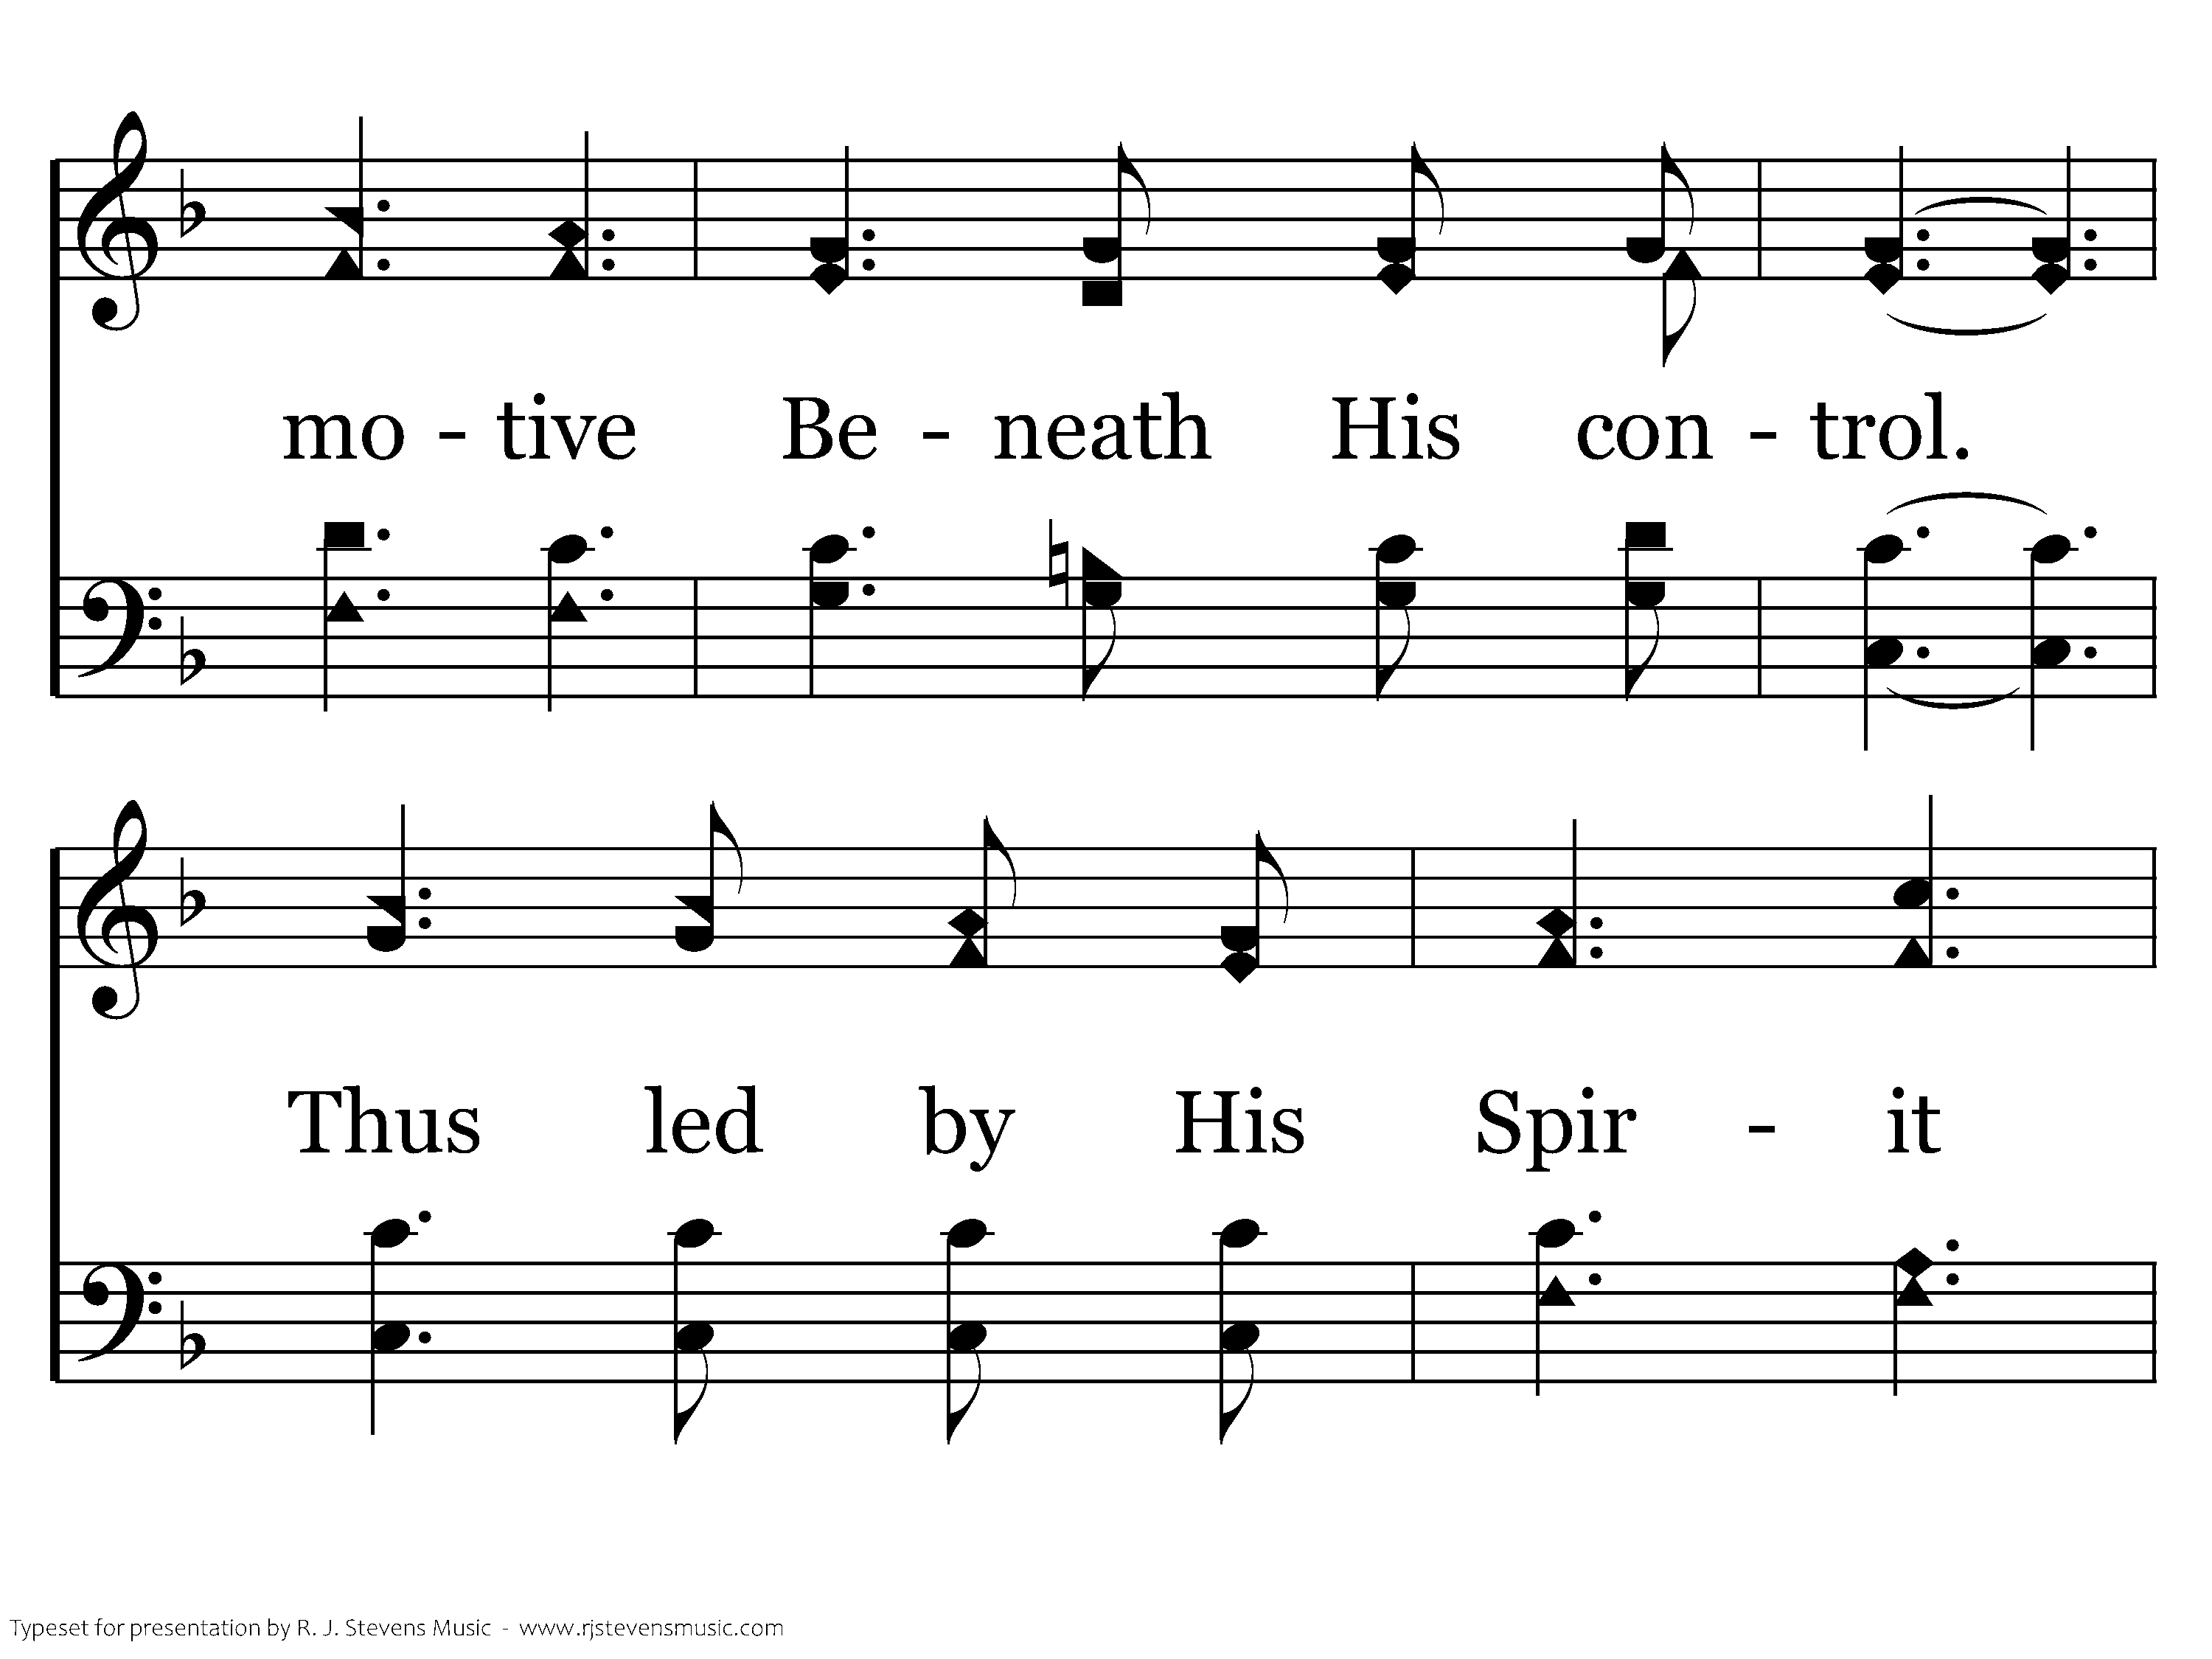 mo - tive Be - neath His con - trol.
Thus led by His Spir - it
Typeset for presentation by R. J. Stevens Music - www.rjstevensmusic.com